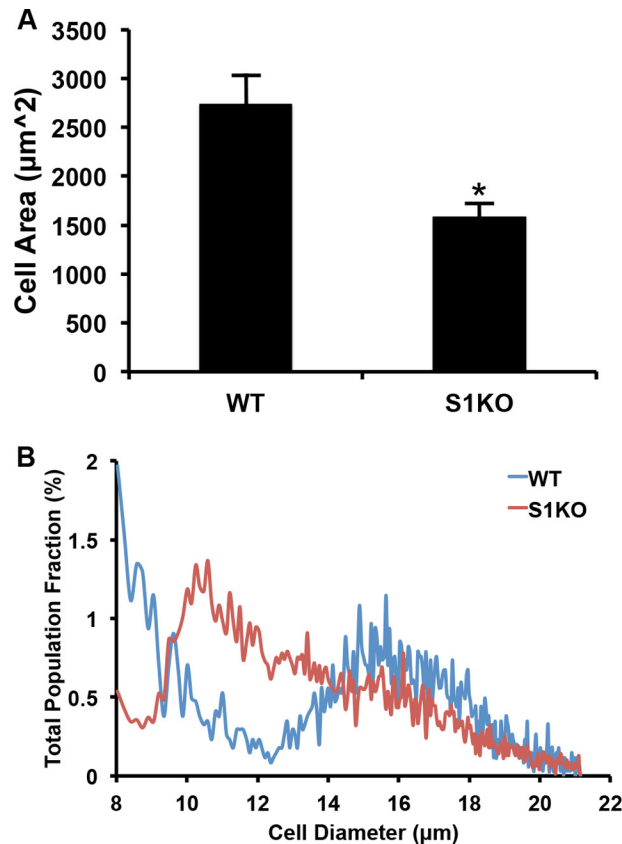 A
Cell Area (µm^2)
3500
3000
2500
2000
1500
1000
500
0
*
WT
S1KO
B
Total Population Fraction (%)
2
1.5
1
0.5
0
WT
S1KO
8
10
12
14
16
18
20
22
Cell Diameter (µm)